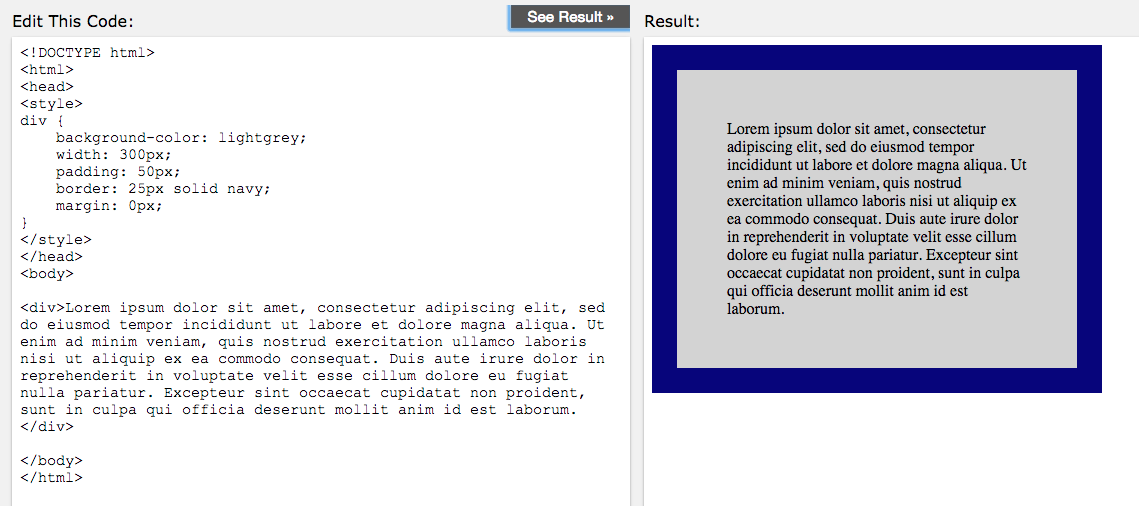 Edit This Code:
See Result »
Result:
<!DOCTYPE html>
<html>
<head>
<style>
div {
    background-color: lightgrey;
    width: 300px;
    padding: 50px;
    border: 25px solid navy;
    margin: 0px;
}
</style>
</head>
<body>

<div>Lorem ipsum dolor sit amet, consectetur adipiscing elit, sed
do eiusmod tempor incididunt ut labore et dolore magna aliqua. Ut
enim ad minim veniam, quis nostrud exercitation ullamco laboris
nisi ut aliquip ex ea commodo consequat. Duis aute irure dolor in
reprehenderit in voluptate velit esse cillum dolore eu fugiat
nulla pariatur. Excepteur sint occaecat cupidatat non proident,
sunt in culpa qui officia deserunt mollit anim id est laborum.
</div>

</body>
</html>
Lorem ipsum dolor sit amet, consectetur
adipiscing elit, sed do eiusmod tempor
incididunt ut labore et dolore magna aliqua. Ut
enim ad minim veniam, quis nostrud
exercitation ullamco laboris nisi ut aliquip ex
ea commodo consequat. Duis aute irure dolor
in reprehenderit in voluptate velit esse cillum
dolore eu fugiat nulla pariatur. Excepteur sint
occaecat cupidatat non proident, sunt in culpa
qui officia deserunt mollit anim id est
laborum.